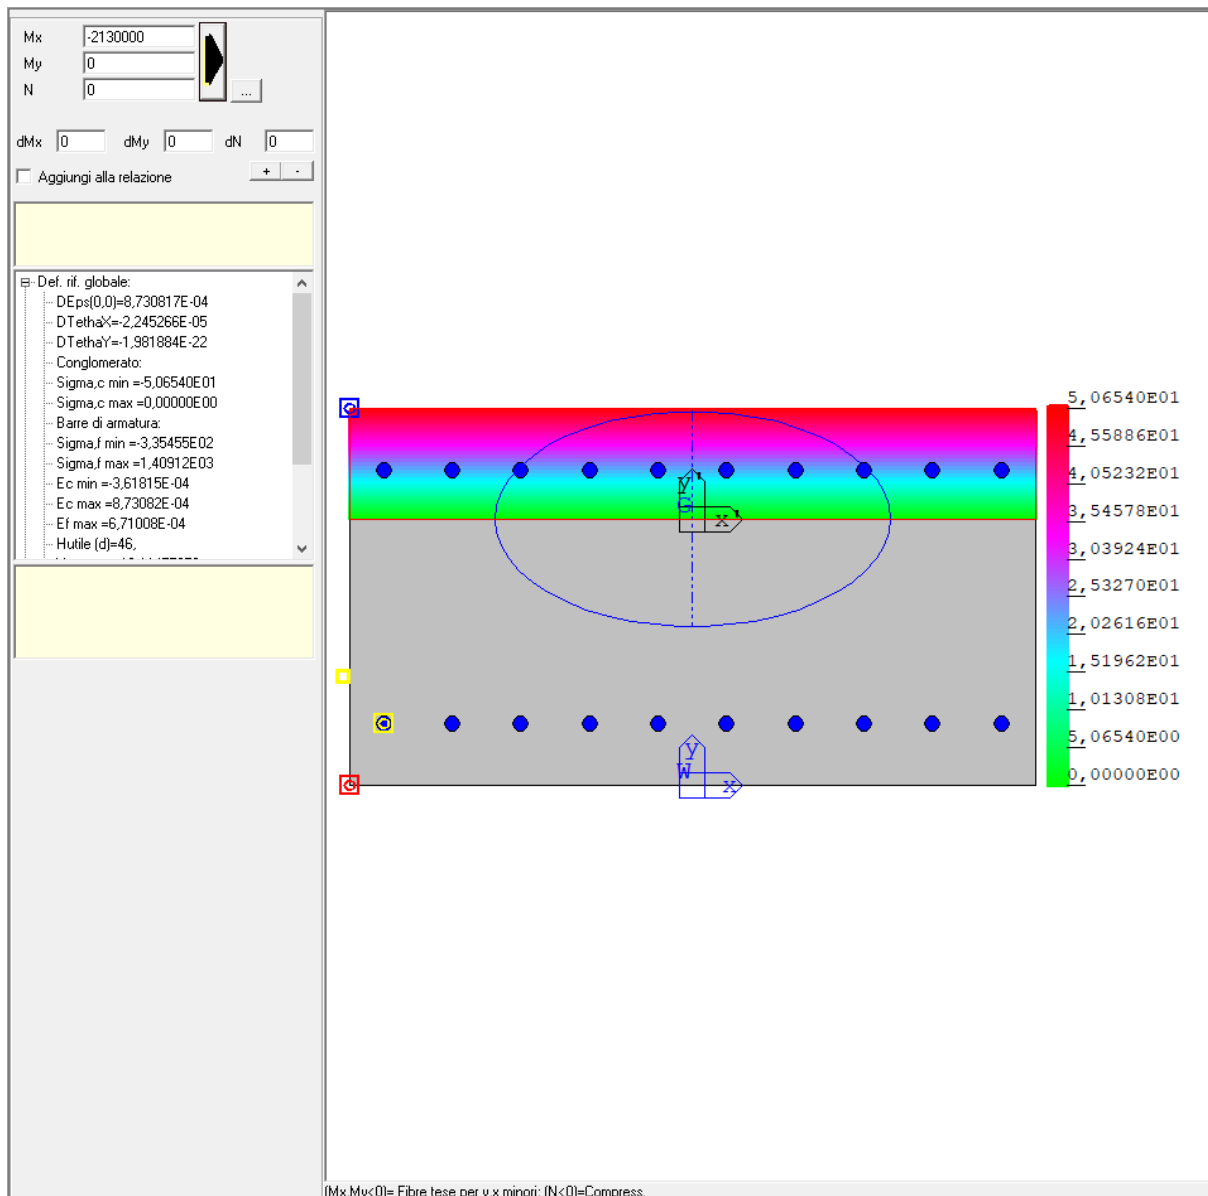 Mx -2130000
My 0
N 0
...
dMx 0 dMy 0 dN 0
+ -
Aggiungi alla relazione
Def. rif. globale:
DEps(0,0)=8,730817E-04
DTethaX=-2,245266E-05
DTethaY=-1,981884E-22
Conglomerato:
Sigma,c min =-5,06540E01
Sigma,c max =0,00000E00
Barre di armatura:
Sigma,f min =-3,35455E02
Sigma,f max =1,40912E03
Ec min =-3,61815E-04
Ec max =8,73082E-04
Ef max =6,71008E-04
Hutile (d)=46,
5,06540E01
4,55886E01
4,05232E01
3,54578E01
3,03924E01
2,53270E01
2,02616E01
1,51962E01
1,01308E01
5,06540E00
0,00000E00
y'
G
x'
y
W
x
(Mx,My<0)= Fibre tese per y,x minori; (N<0)=Compress.